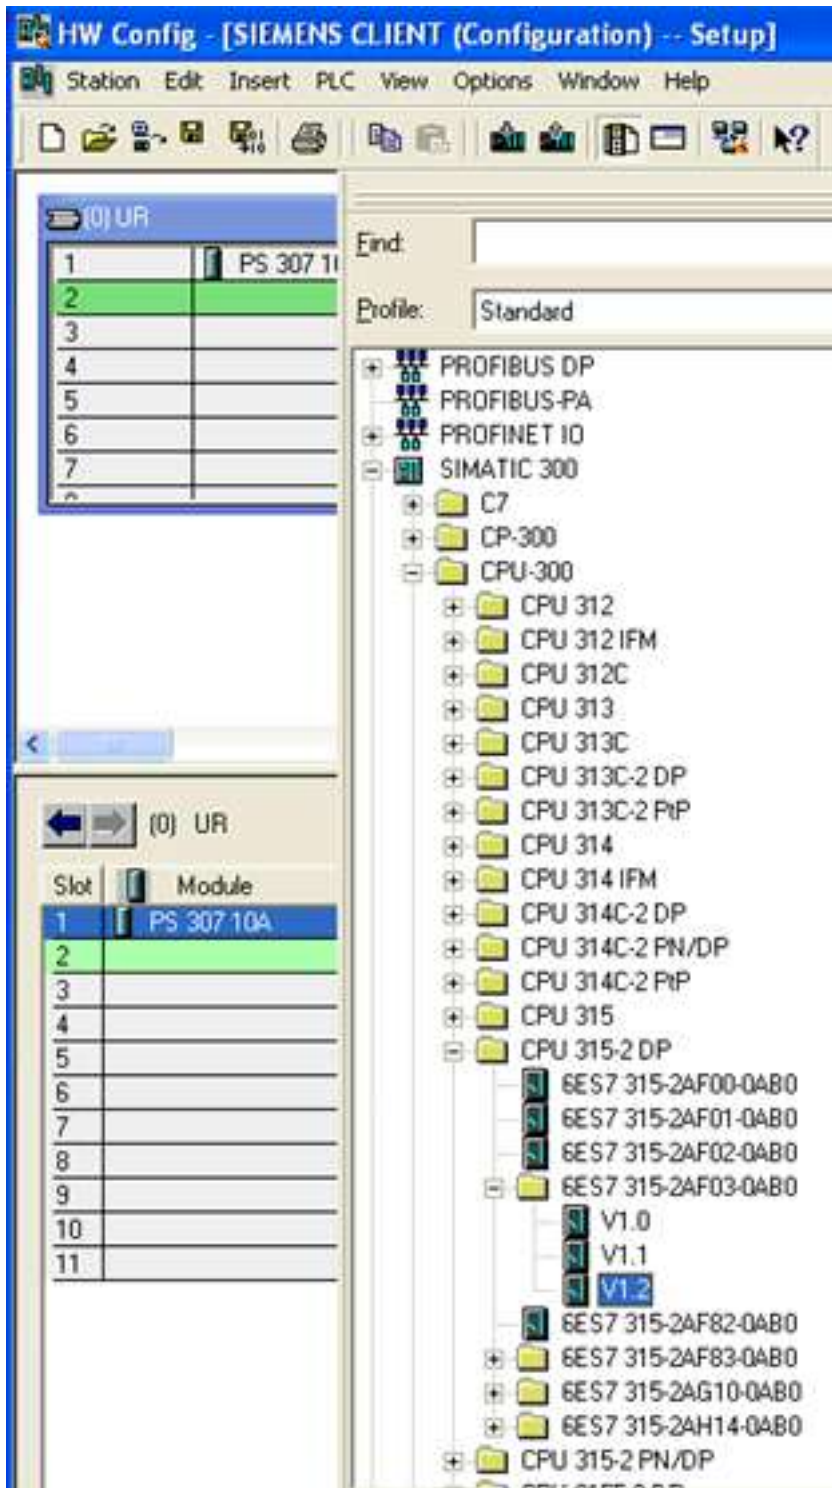 HW Config - [SIEMENS CLIENT (Configuration) -- Setup]
Station Edit Insert PLC View Options Window Help
(0) UR
1 PS 307 10
2
3
4
5
6
7
Find:
Profile: Standard
PROFIBUS DP
PROFIBUS-PA
PROFINET IO
SIMATIC 300
C7
CP-300
CPU-300
CPU 312
CPU 312 IFM
CPU 312C
CPU 313
CPU 313C
CPU 313C-2 DP
CPU 313C-2 PtP
CPU 314
CPU 314 IFM
CPU 314C-2 DP
CPU 314C-2 PN/DP
CPU 314C-2 PtP
CPU 315
CPU 315-2 DP
6ES7 315-2AF00-0AB0
6ES7 315-2AF01-0AB0
6ES7 315-2AF02-0AB0
6ES7 315-2AF03-0AB0
V1.0
V1.1
V1.2
6ES7 315-2AF82-0AB0
6ES7 315-2AF83-0AB0
6ES7 315-2AG10-0AB0
6ES7 315-2AH14-0AB0
CPU 315-2 PN/DP
(0) UR
Slot Module
1 PS 307 10A
2
3
4
5
6
7
8
9
10
11